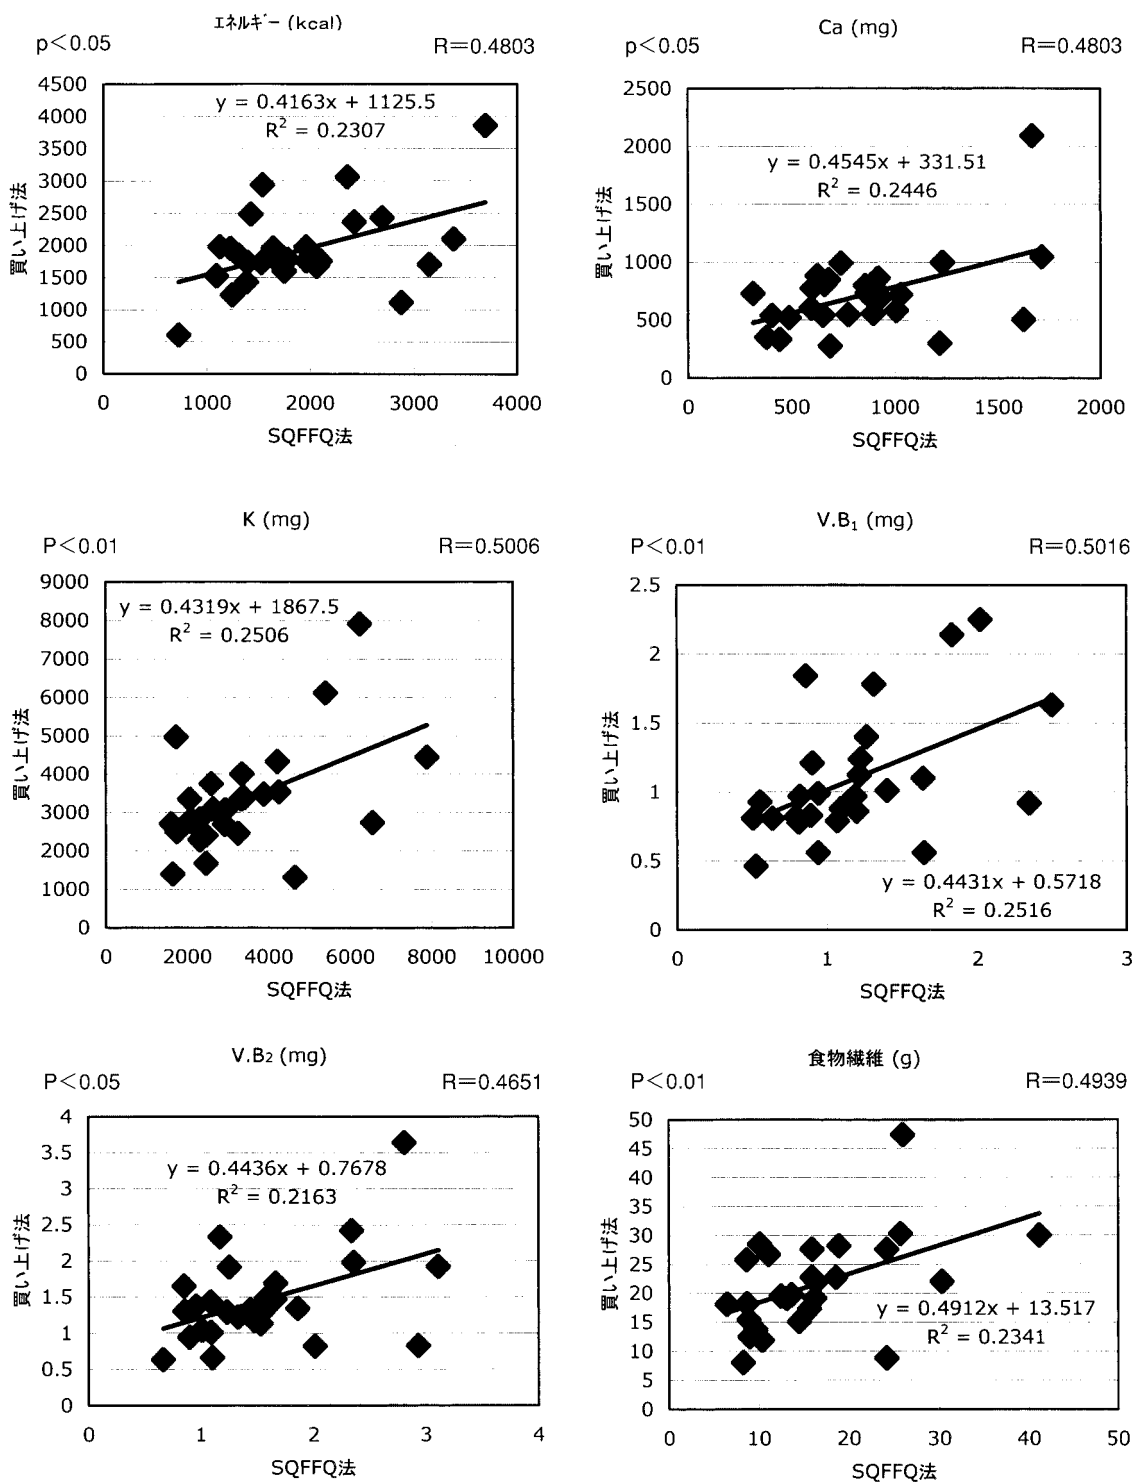 エネルギー (kcal)
p<0.05 R=0.4803
y = 0.4163x + 1125.5
R² = 0.2307
買い上げ法
4500
4000
3500
3000
2500
2000
1500
1000
500
0
0 1000 2000 3000 4000
SQFFQ法
Ca (mg)
p<0.05 R=0.4803
y = 0.4545x + 331.51
R² = 0.2446
買い上げ法
2500
2000
1500
1000
500
0
0 500 1000 1500 2000
SQFFQ法
K (mg)
P<0.01 R=0.5006
y = 0.4319x + 1867.5
R² = 0.2506
買い上げ法
9000
8000
7000
6000
5000
4000
3000
2000
1000
0
0 2000 4000 6000 8000 10000
SQFFQ法
V.B₁ (mg)
P<0.01 R=0.5016
y = 0.4431x + 0.5718
R² = 0.2516
買い上げ法
2.5
2
1.5
1
0.5
0
0 1 2 3
SQFFQ法
V.B₂ (mg)
P<0.05 R=0.4651
y = 0.4436x + 0.7678
R² = 0.2163
買い上げ法
4
3.5
3
2.5
2
1.5
1
0.5
0
0 1 2 3 4
SQFFQ法
食物繊維 (g)
P<0.01 R=0.4939
y = 0.4912x + 13.517
R² = 0.2341
買い上げ法
50
45
40
35
30
25
20
15
10
5
0
0 10 20 30 40 50
SQFFQ法